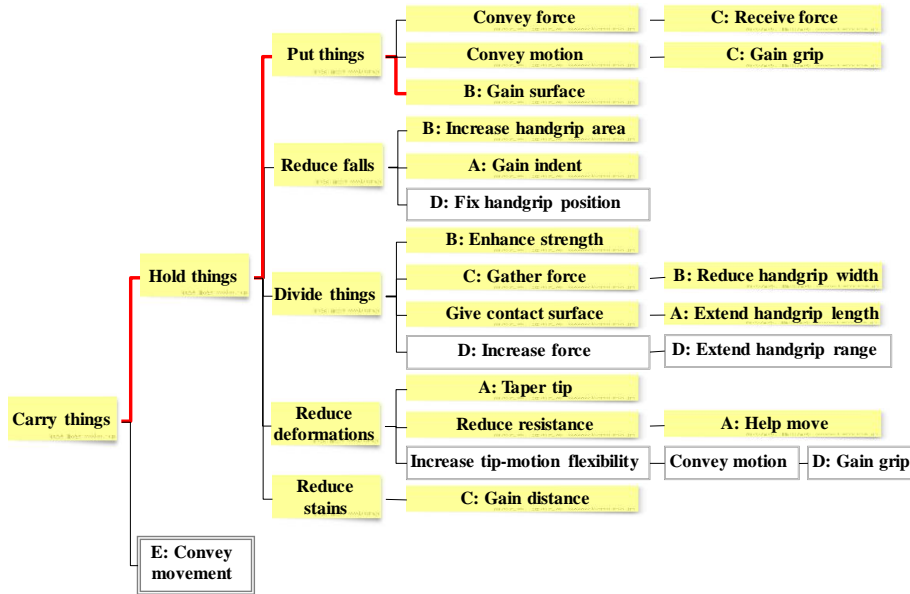 Convey force
C: Receive force
Put things
Convey motion
C: Gain grip
B: Gain surface
B: Increase handgrip area
Reduce falls
A: Gain indent
D: Fix handgrip position
B: Enhance strength
Hold things
C: Gather force
B: Reduce handgrip width
Divide things
Give contact surface
A: Extend handgrip length
D: Increase force
D: Extend handgrip range
A: Taper tip
Carry things
Reduce
deformations
Reduce resistance
A: Help move
Increase tip-motion flexibility
Convey motion
D: Gain grip
Reduce
stains
C: Gain distance
E: Convey
movement